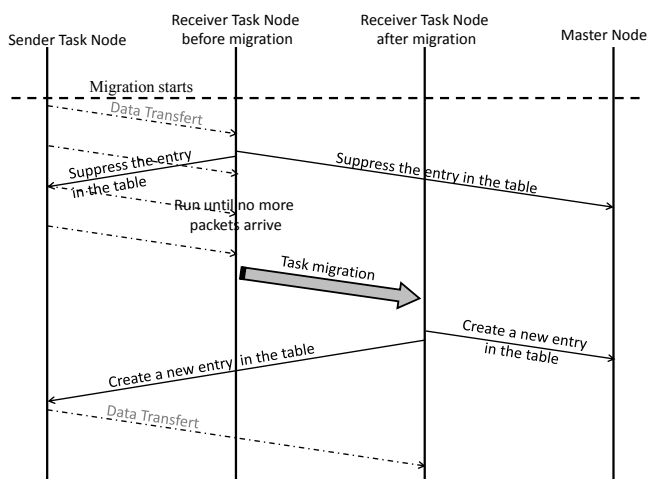 Sender Task Node
Receiver Task Node
before migration
Receiver Task Node
after migration
Master Node
Migration starts
Data Transfert
Suppress the entry
in the table
Suppress the entry in the table
Run until no more
packets arrive
Task migration
Create a new entry
in the table
Create a new entry in the table
Data Transfert